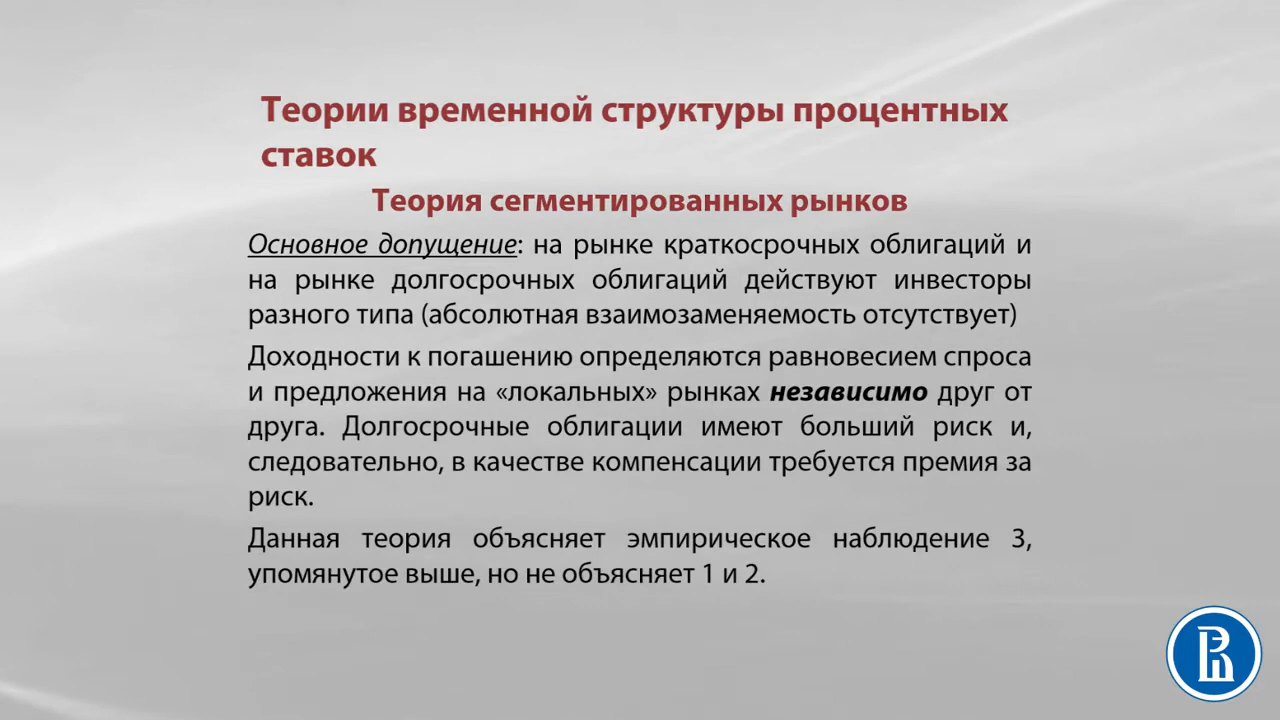 Теории временной структуры процентных
ставок
Теория сегментированных рынков
Основное допущение: на рынке краткосрочных облигаций и
на рынке долгосрочных облигаций действуют инвесторы
разного типа (абсолютная взаимозаменяемость отсутствует)
Доходности к погашению определяются равновесием спроса
и предложения на «локальных» рынках независимо друг от
друга. Долгосрочные облигации имеют больший риск и,
следовательно, в качестве компенсации требуется премия за
риск.
Данная теория объясняет эмпирическое наблюдение 3,
упомянутое выше, но не объясняет 1 и 2.